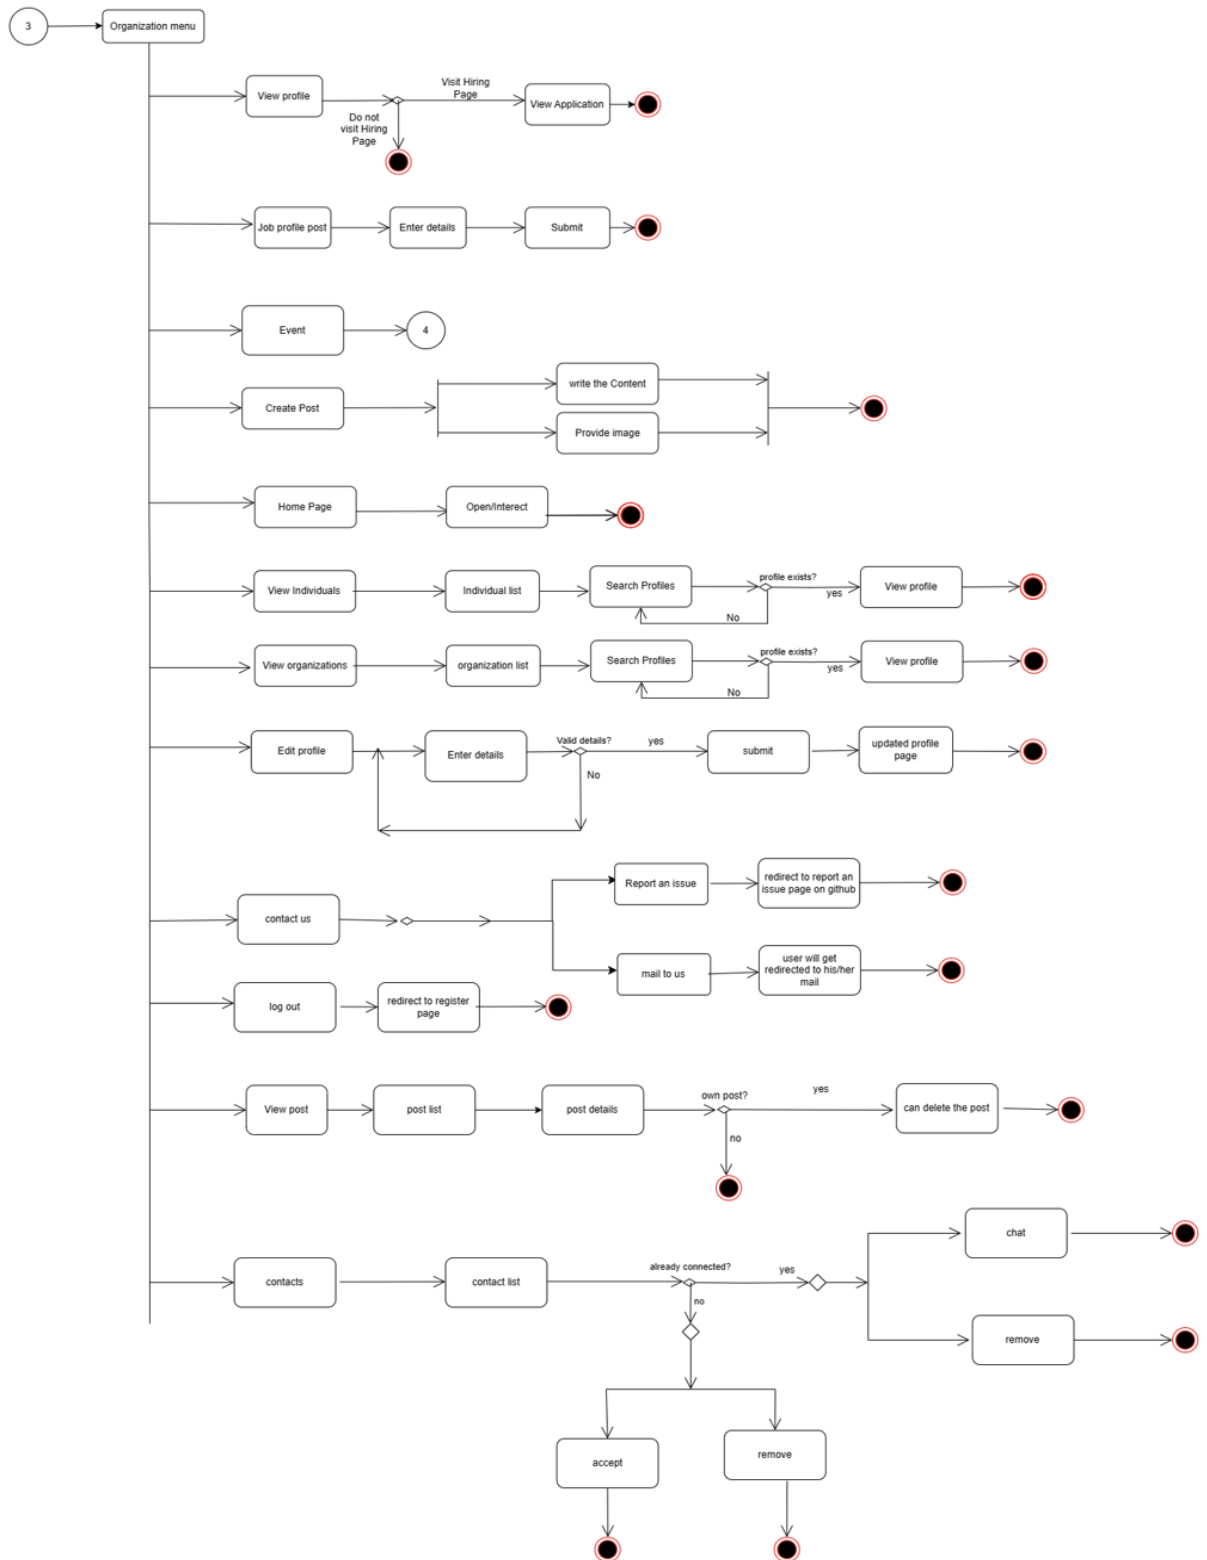 3
Organization menu
View profile
Visit Hiring
Page
View Application
Do not
visit Hiring
Page
Job profile post
Enter details
Submit
Event
4
Create Post
write the Content
Provide image
Home Page
Open/Interect
View Individuals
Individual list
Search Profiles
profile exists?
yes
No
View profile
View organizations
organization list
Search Profiles
profile exists?
yes
No
View profile
Edit profile
Enter details
Valid details?
yes
No
submit
updated profile
page
contact us
Report an issue
redirect to report an
issue page on github
mail to us
user will get
redirected to his/her
mail
log out
redirect to register
page
View post
post list
post details
own post?
yes
no
can delete the post
contacts
contact list
already connected?
yes
no
chat
remove
accept
remove